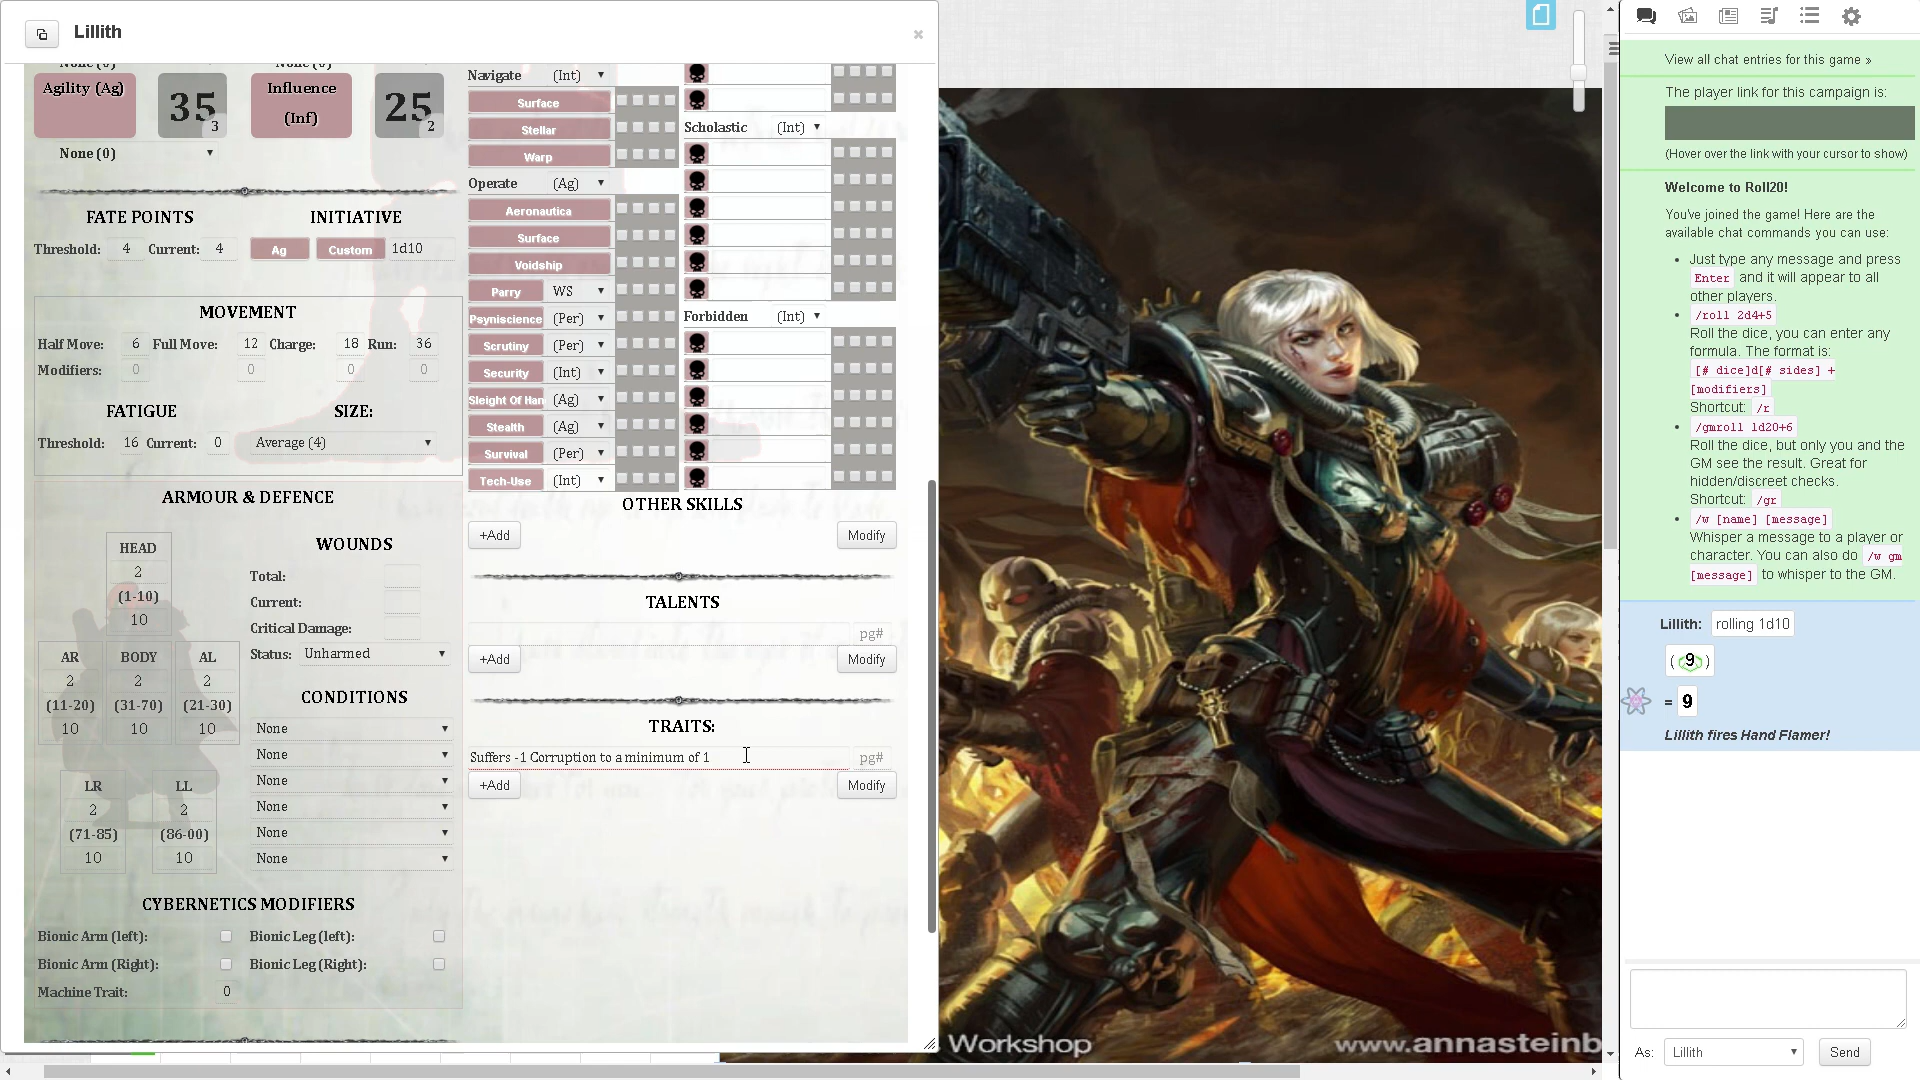 Lillith
×
None (0)
None (0)
Agility (Ag)
35
3
Influence
(Inf)
25
2
None (0)
FATE POINTS
INITIATIVE
Threshold: 4 Current: 4
Ag
Custom
1d10
MOVEMENT
Half Move: 6 Full Move: 12 Charge: 18 Run: 36
Modifiers: 0 0 0 0
FATIGUE
SIZE:
Threshold: 16 Current: 0
Average (4)
ARMOUR & DEFENCE
HEAD
2
(1-10)
10
AR
2
(11-20)
10
BODY
2
(31-70)
10
AL
2
(21-30)
10
LR
2
(71-85)
10
LL
2
(86-00)
10
WOUNDS
Total:
Current:
Critical Damage:
Status: Unharmed
CONDITIONS
None
None
None
None
None
None
CYBERNETICS MODIFIERS
Bionic Arm (left):
Bionic Leg (left):
Bionic Arm (Right):
Bionic Leg (Right):
Machine Trait: 0
Navigate (Int)
Surface
Stellar
Warp
Operate (Ag)
Aeronautica
Surface
Voidship
Parry WS
Psyniscience (Per)
Scrutiny (Per)
Security (Int)
Sleight Of Han (Ag)
Stealth (Ag)
Survival (Per)
Tech-Use (Int)
Scholastic (Int)
Forbidden (Int)
OTHER SKILLS
+Add
Modify
TALENTS
pg#
+Add
Modify
TRAITS:
Suffers -1 Corruption to a minimum of 1
pg#
+Add
Modify
Workshop
www.annasteinb
View all chat entries for this game »
The player link for this campaign is:
(Hover over the link with your cursor to show)
Welcome to Roll20!
You've joined the game! Here are the
available chat commands you can use:
Just type any message and press
Enter and it will appear to all
other players.
/roll 2d4+5
Roll the dice, you can enter any
formula. The format is:
[# dice]d[# sides] +
[modifiers]
Shortcut: /r
/gmroll 1d20+6
Roll the dice, but only you and the
GM see the result. Great for
hidden/discreet checks.
Shortcut: /gr
/w [name] [message]
Whisper a message to a player or
character. You can also do /w gm
[message] to whisper to the GM.
Lillith: rolling 1d10
(9)
= 9
Lillith fires Hand Flamer!
As: Lillith
Send